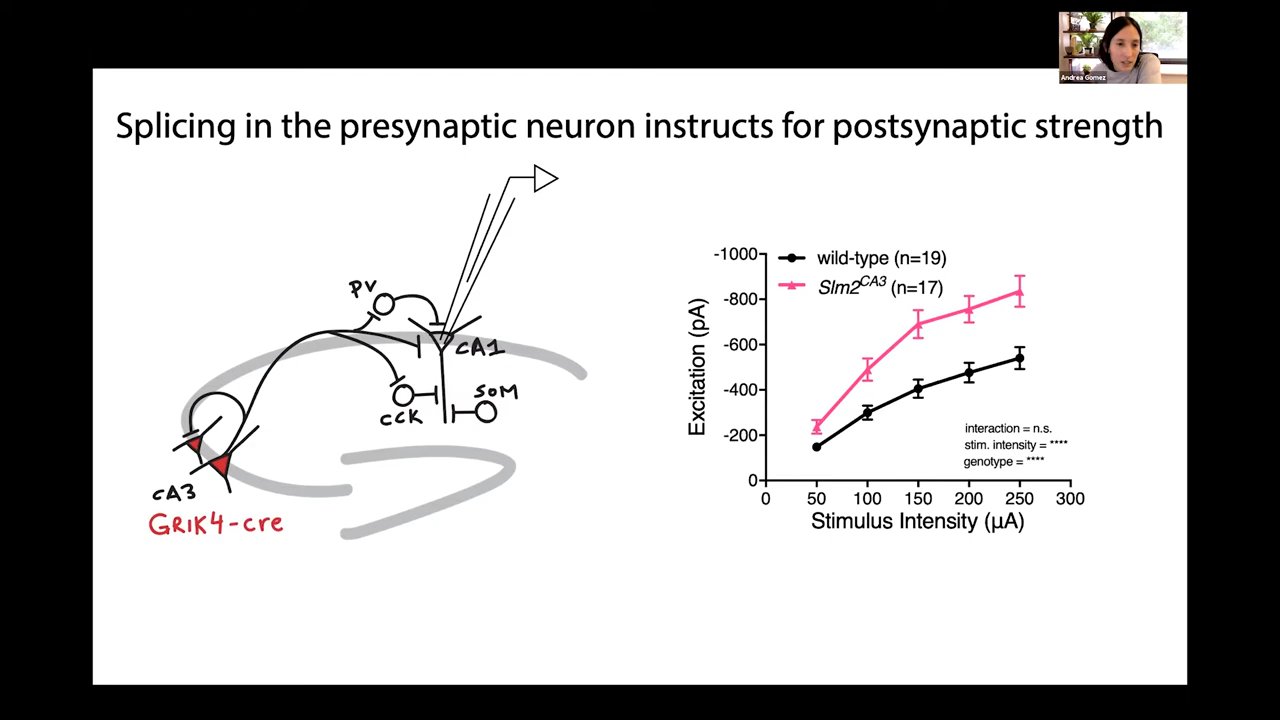 Andrea Gomez
Splicing in the presynaptic neuron instructs for postsynaptic strength
PV
CA1
SOM
CCK
CA3
GRIK4-cre
-1000
-800
-600
-400
-200
0
Excitation (pA)
wild-type (n=19)
Slm2CA3 (n=17)
interaction = n.s.
stim. intensity = ****
genotype = ****
0 50 100 150 200 250 300
Stimulus Intensity (µA)